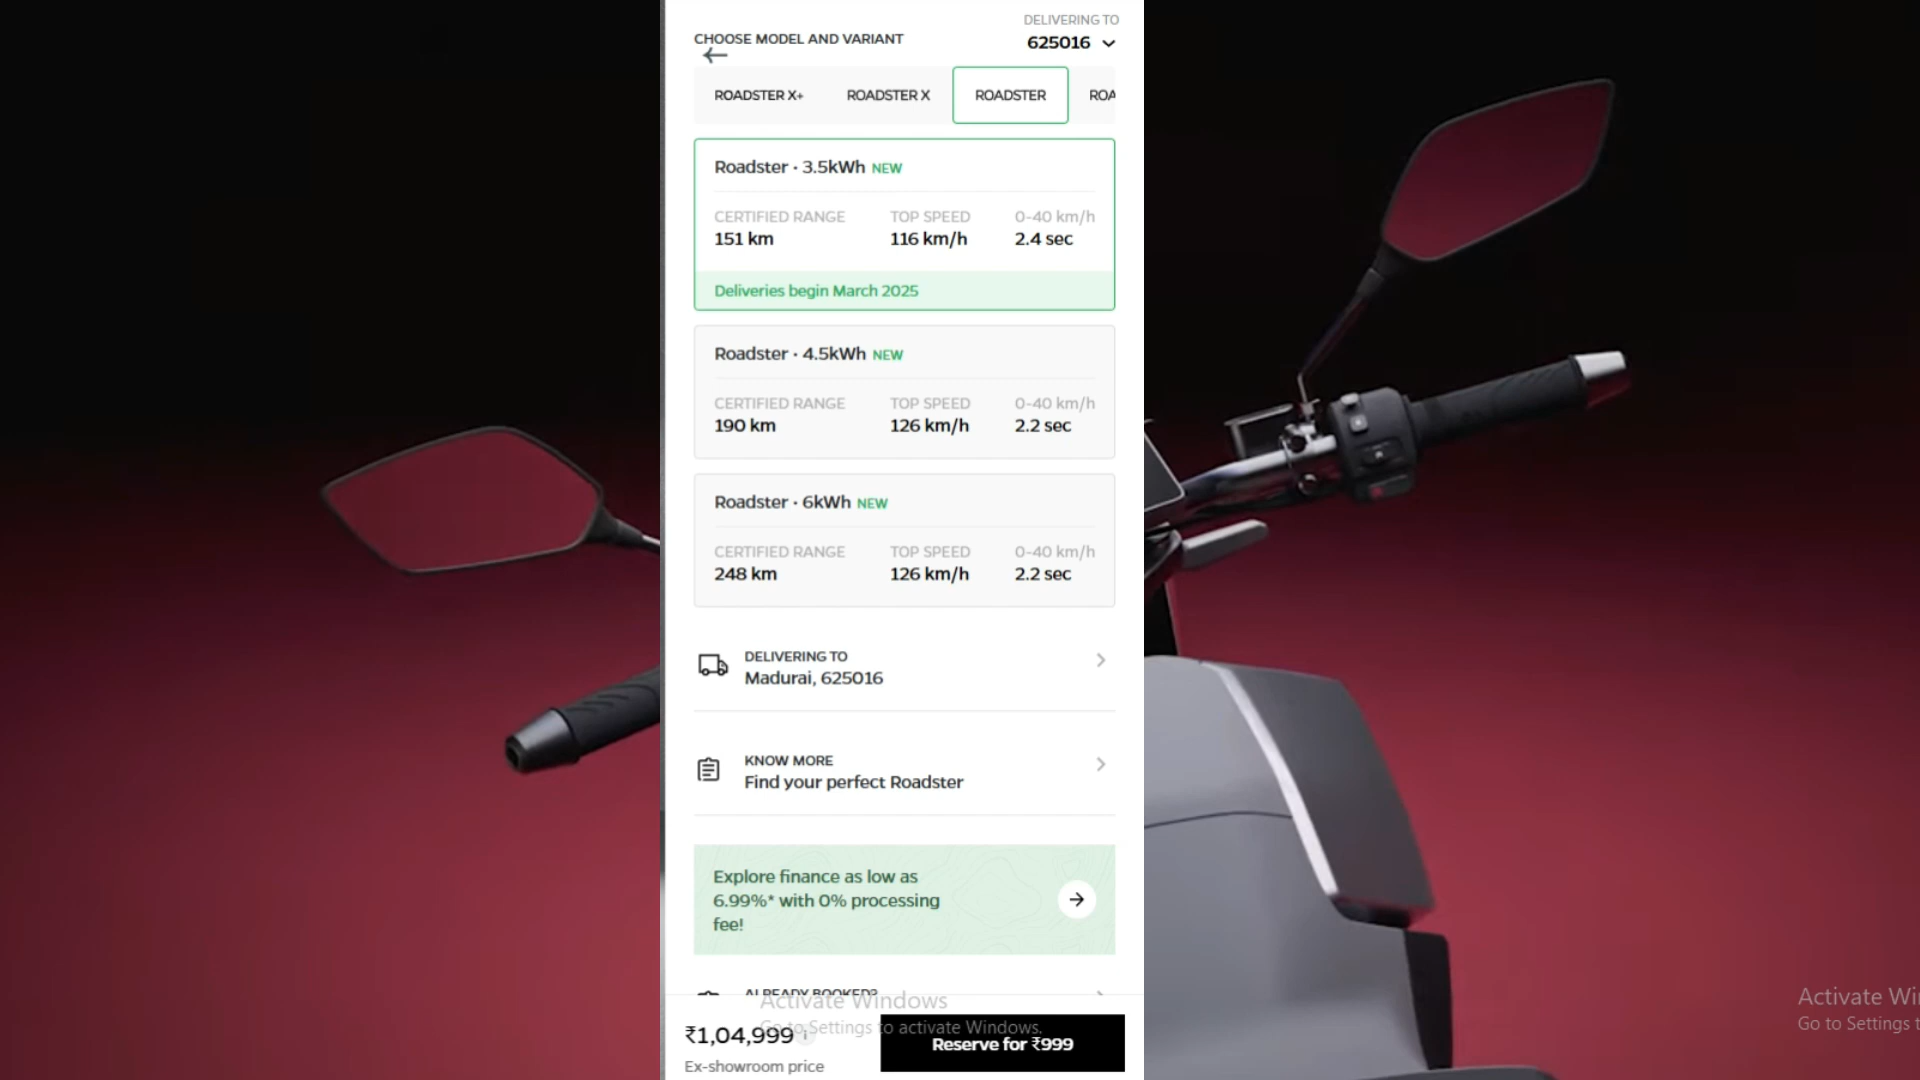 DELIVERING TO
CHOOSE MODEL AND VARIANT
625016
ROADSTER X+
ROADSTER X
ROADSTER
ROA
Roadster · 3.5kWh NEW
CERTIFIED RANGE TOP SPEED 0-40 km/h
151 km 116 km/h 2.4 sec
Deliveries begin March 2025
Roadster · 4.5kWh NEW
CERTIFIED RANGE TOP SPEED 0-40 km/h
190 km 126 km/h 2.2 sec
Roadster · 6kWh NEW
CERTIFIED RANGE TOP SPEED 0-40 km/h
248 km 126 km/h 2.2 sec
DELIVERING TO
Madurai, 625016
KNOW MORE
Find your perfect Roadster
Explore finance as low as
6.99%* with 0% processing
fee!
ALREADY BOOKED?
Activate Windows
Go to Settings to activate Windows.
₹1,04,999
Ex-showroom price
Reserve for ₹999
Activate Wi
Go to Settings t